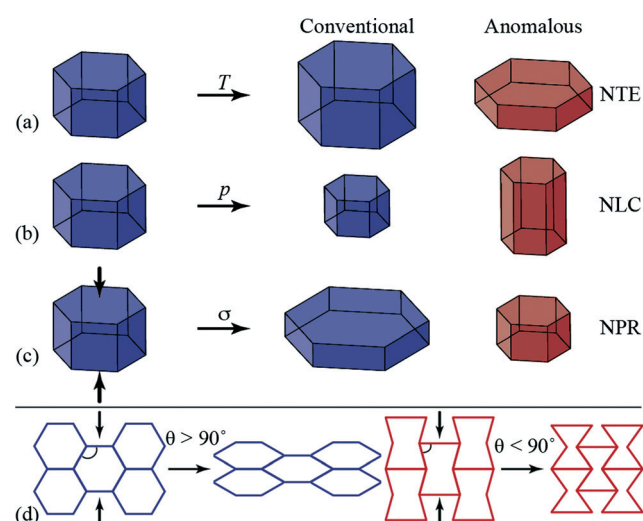 Conventional Anomalous
T
(a) NTE
p
(b) NLC
σ
(c) NPR
θ > 90° θ < 90°
(d)